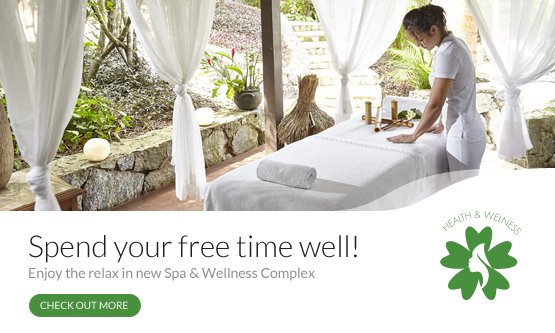 HEALTH & WELNESS
Spend your free time well!
Enjoy the relax in new Spa & Wellness Complex
CHECK OUT MORE